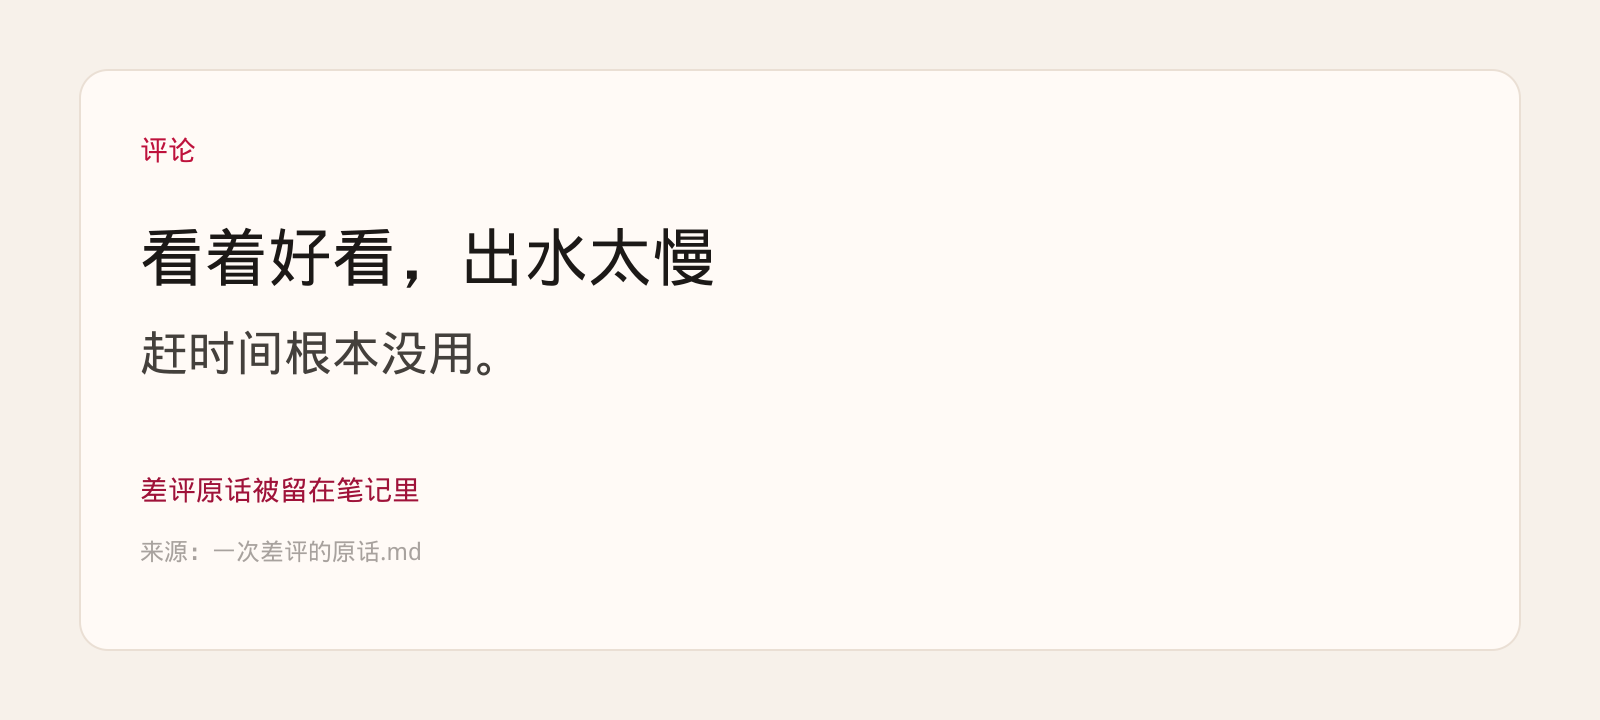 评论
看着好看，出水太慢
赶时间根本没用。
差评原话被留在笔记里
来源：一次差评的原话.md